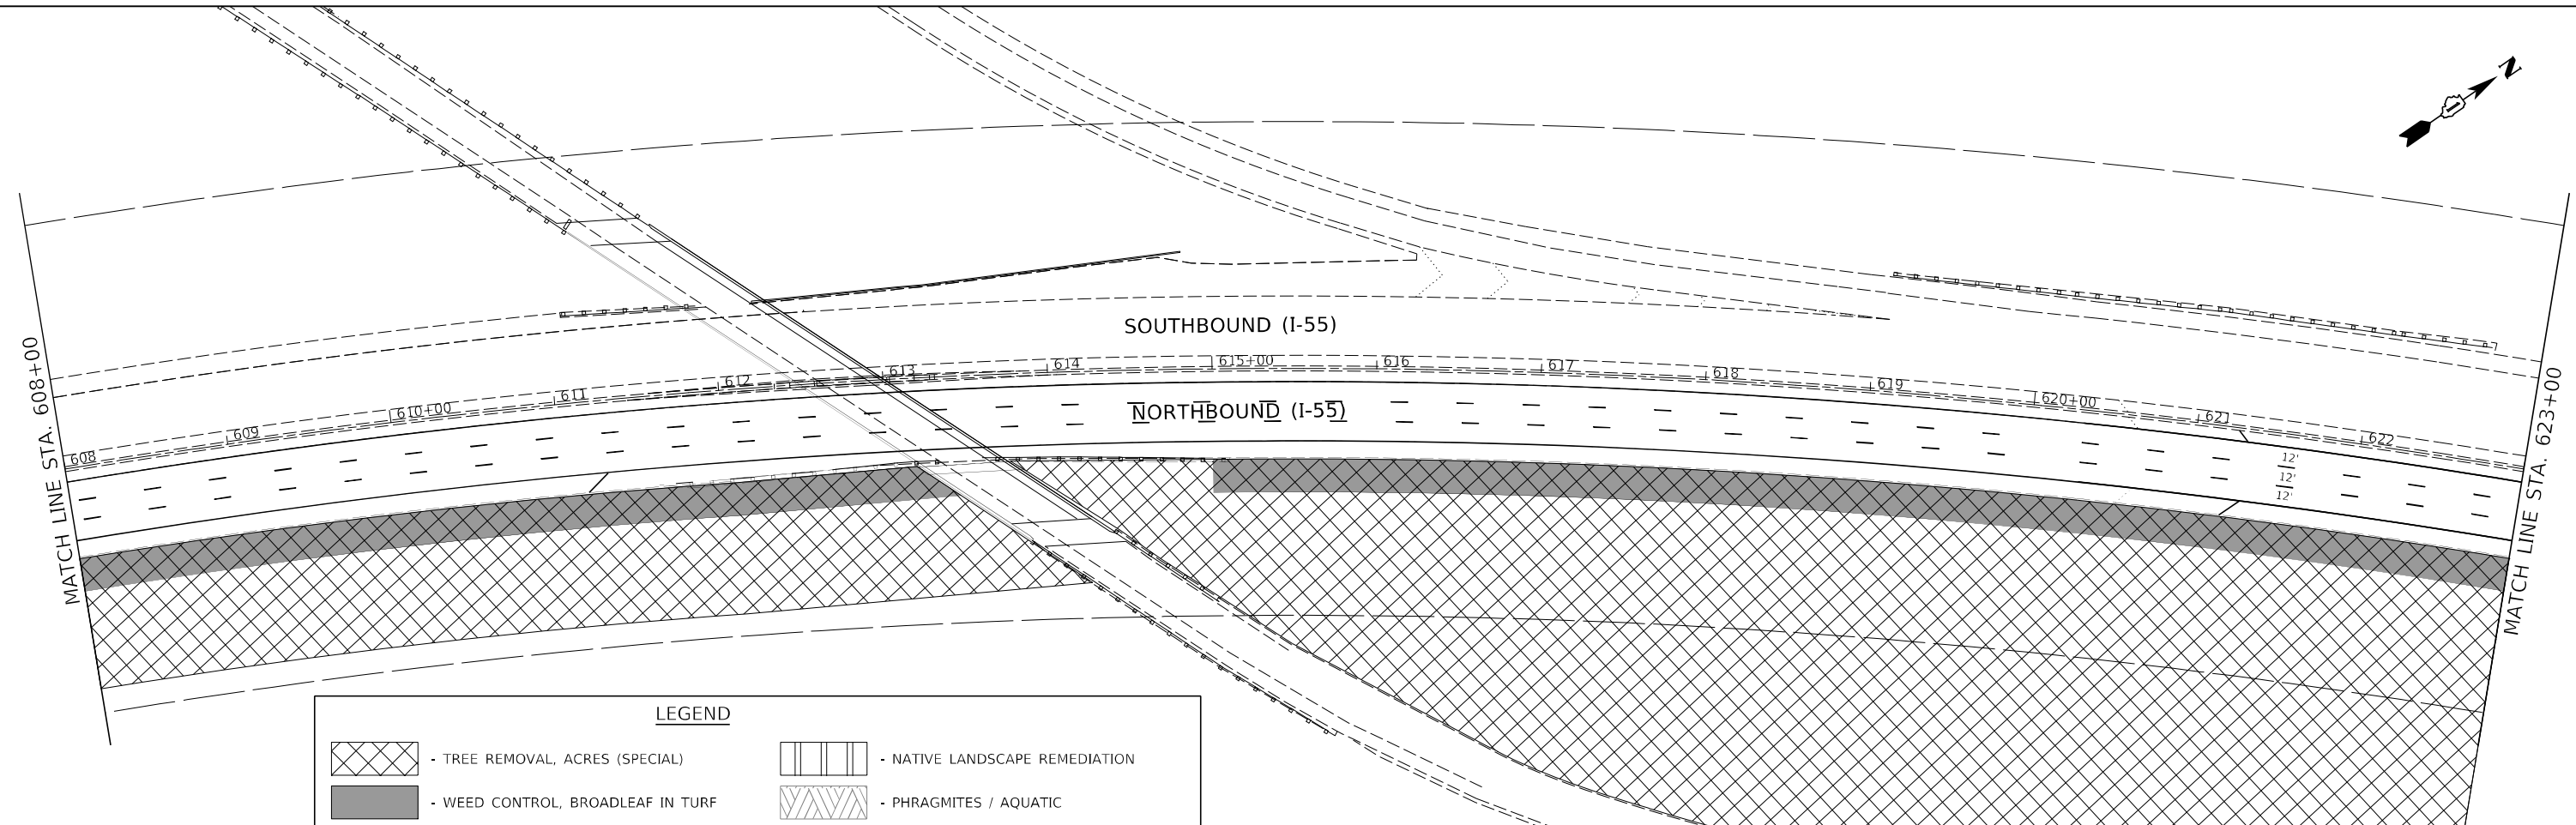 N
SOUTHBOUND (I-55)
608
609
610+00
611
612
613
614
615+00
616
617
618
619
620+00
621
622
NORTHBOUND (I-55)
12'
12'
12'
MATCH LINE STA. 608+00
MATCH LINE STA. 623+00
LEGEND
- TREE REMOVAL, ACRES (SPECIAL)
- NATIVE LANDSCAPE REMEDIATION
- WEED CONTROL, BROADLEAF IN TURF
- PHRAGMITES / AQUATIC